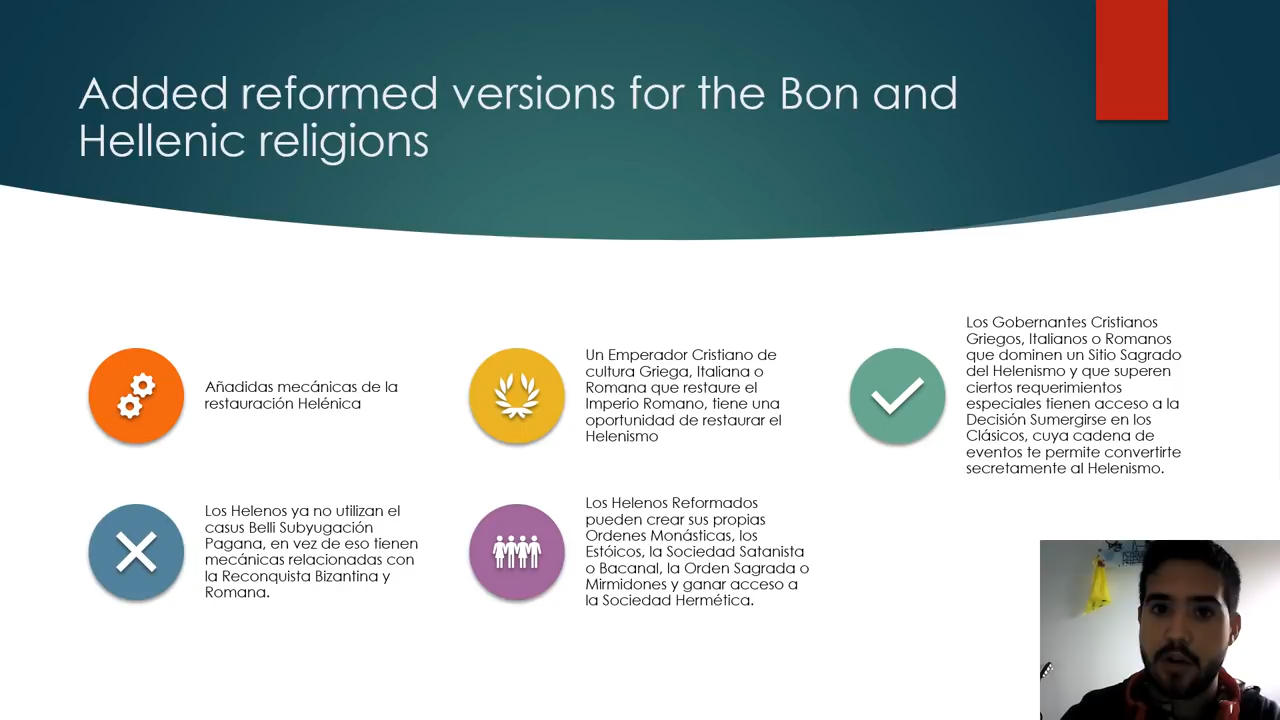 Added reformed versions for the Bon and
Hellenic religions
Añadidas mecánicas de la
restauración Helénica
Un Emperador Cristiano de
cultura Griega, Italiana o
Romana que restaure el
Imperio Romano, tiene una
oportunidad de restaurar el
Helenismo
Los Gobernantes Cristianos
Griegos, Italianos o Romanos
que dominen un Sitio Sagrado
del Helenismo y que superen
ciertos requerimientos
especiales tienen acceso a la
Decisión Sumergirse en los
Clásicos, cuya cadena de
eventos te permite convertirte
secretamente al Helenismo.
Los Helenos ya no utilizan el
casus Belli Subyugación
Pagana, en vez de eso tienen
mecánicas relacionadas con
la Reconquista Bizantina y
Romana.
Los Helenos Reformados
pueden crear sus propias
Ordenes Monásticas, los
Estóicos, la Sociedad Satanista
o Bacanal, la Orden Sagrada o
Mirmidones y ganar acceso a
la Sociedad Hermética.